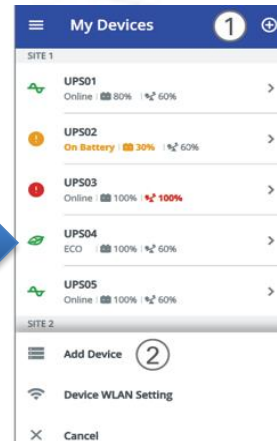 My Devices 1
SITE 1
UPS01
Online 80% 60%
UPS02
On Battery 30% 60%
UPS03
Online 100% 100%
UPS04
ECO 100% 60%
UPS05
Online 100% 60%
SITE 2
Add Device 2
Device WLAN Setting
Cancel